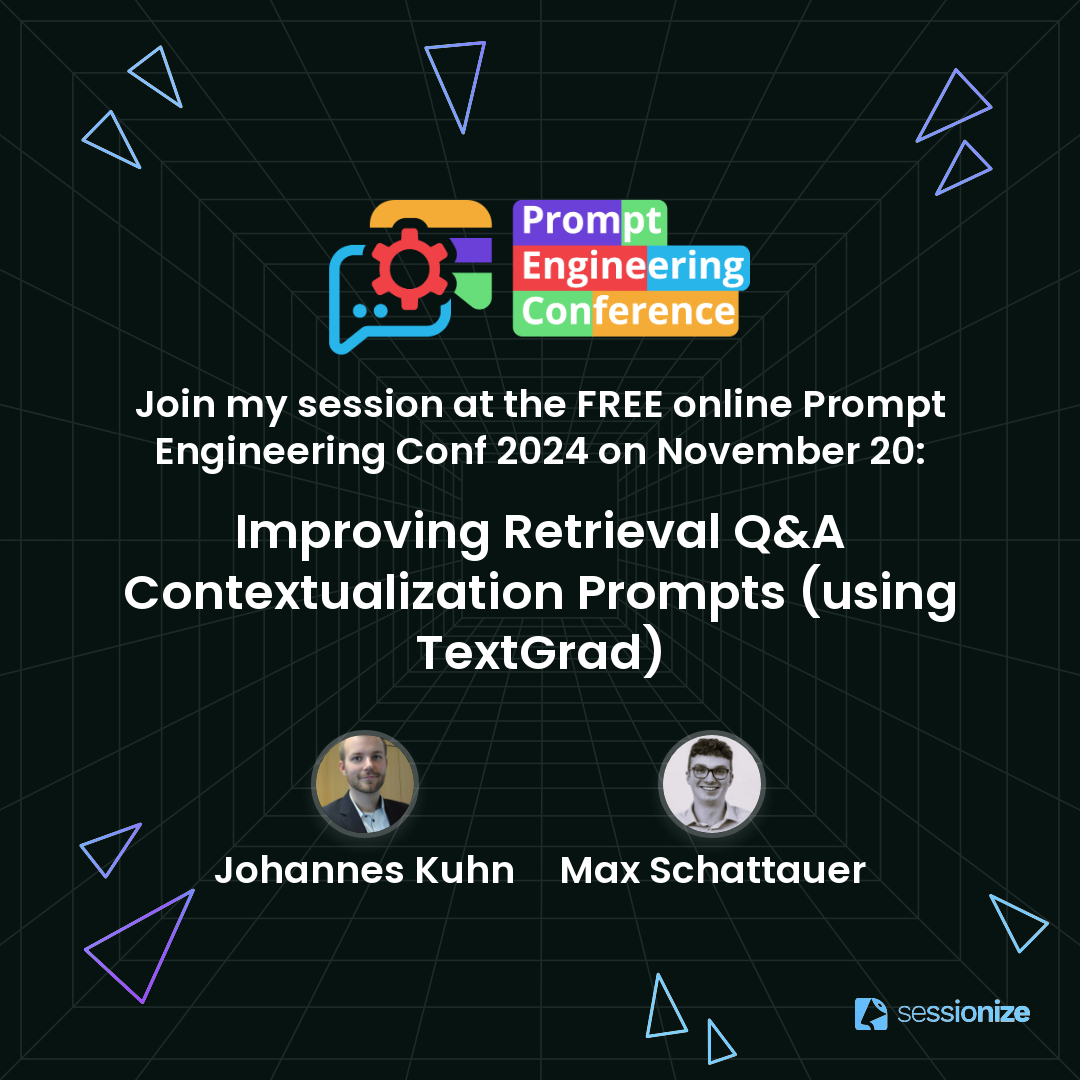 Prompt
Engineering
Conference
Join my session at the FREE online Prompt
Engineering Conf 2024 on November 20:
Improving Retrieval Q&A
Contextualization Prompts (using
TextGrad)
Johannes Kuhn
Max Schattauer
sessionize